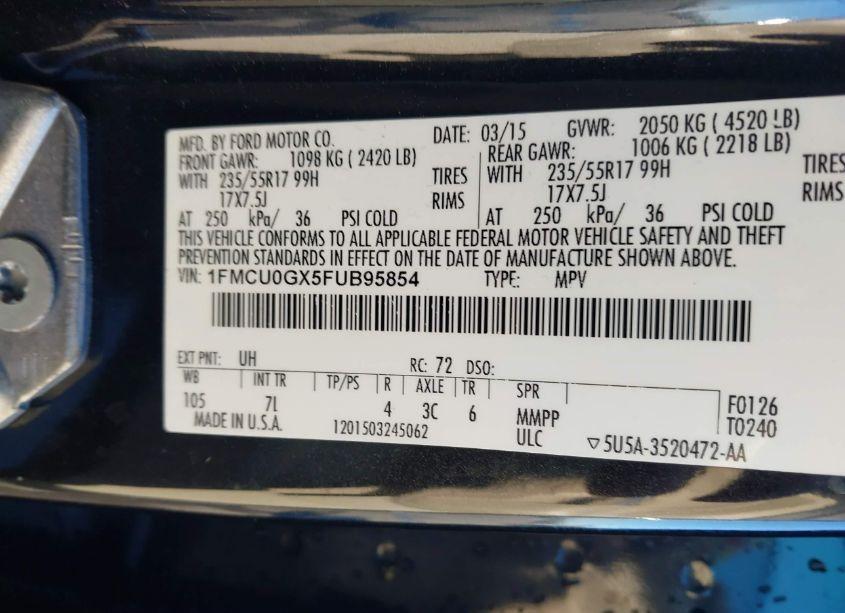 MFD. BY FORD MOTOR CO. DATE: 03/15 GVWR: 2050 KG ( 4520 LB)
FRONT GAWR: 1098 KG ( 2420 LB) REAR GAWR: 1006 KG ( 2218 LB)
WITH 235/55R17 99H TIRES WITH 235/55R17 99H TIRES
17X7.5J RIMS 17X7.5J RIMS
AT 250 kPa/ 36 PSI COLD AT 250 kPa/ 36 PSI COLD
THIS VEHICLE CONFORMS TO ALL APPLICABLE FEDERAL MOTOR VEHICLE SAFETY AND THEFT
PREVENTION STANDARDS IN EFFECT ON THE DATE OF MANUFACTURE SHOWN ABOVE.
VIN: 1FMCU0GX5FUB95854 TYPE: MPV
EXT PNT: UH RC: 72 DSO:
WB INT TR TP/PS R AXLE TR SPR
105 7L 4 3C 6 MMPP F0126
MADE IN U.S.A. 1201503245062 ULC T0240
▽5U5A-3520472-AA